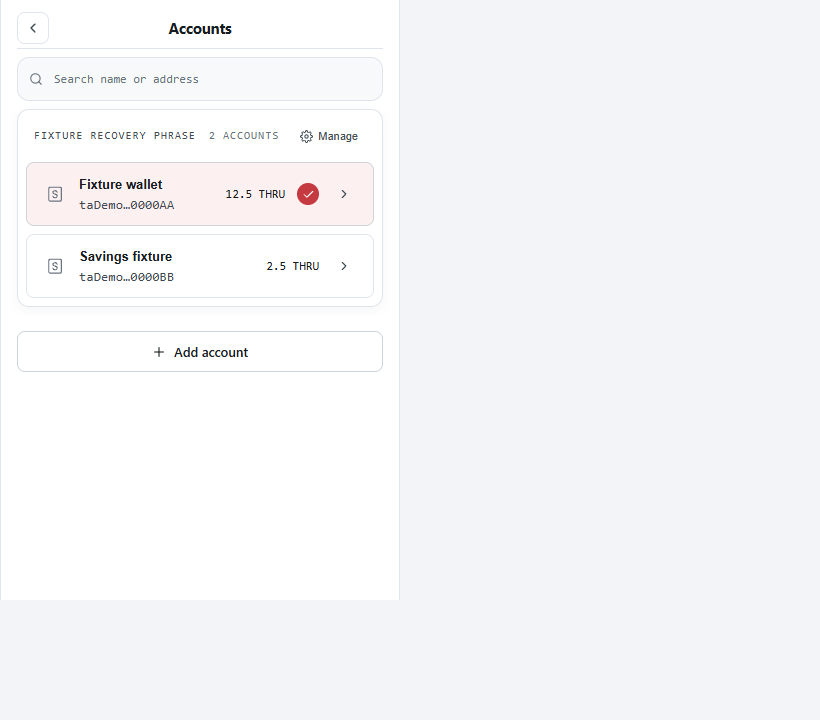 Accounts
Search name or address
FIXTURE RECOVERY PHRASE 2 ACCOUNTS Manage
S Fixture wallet 12.5 THRU
taDemo…0000AA
S Savings fixture 2.5 THRU
taDemo…0000BB
Add account